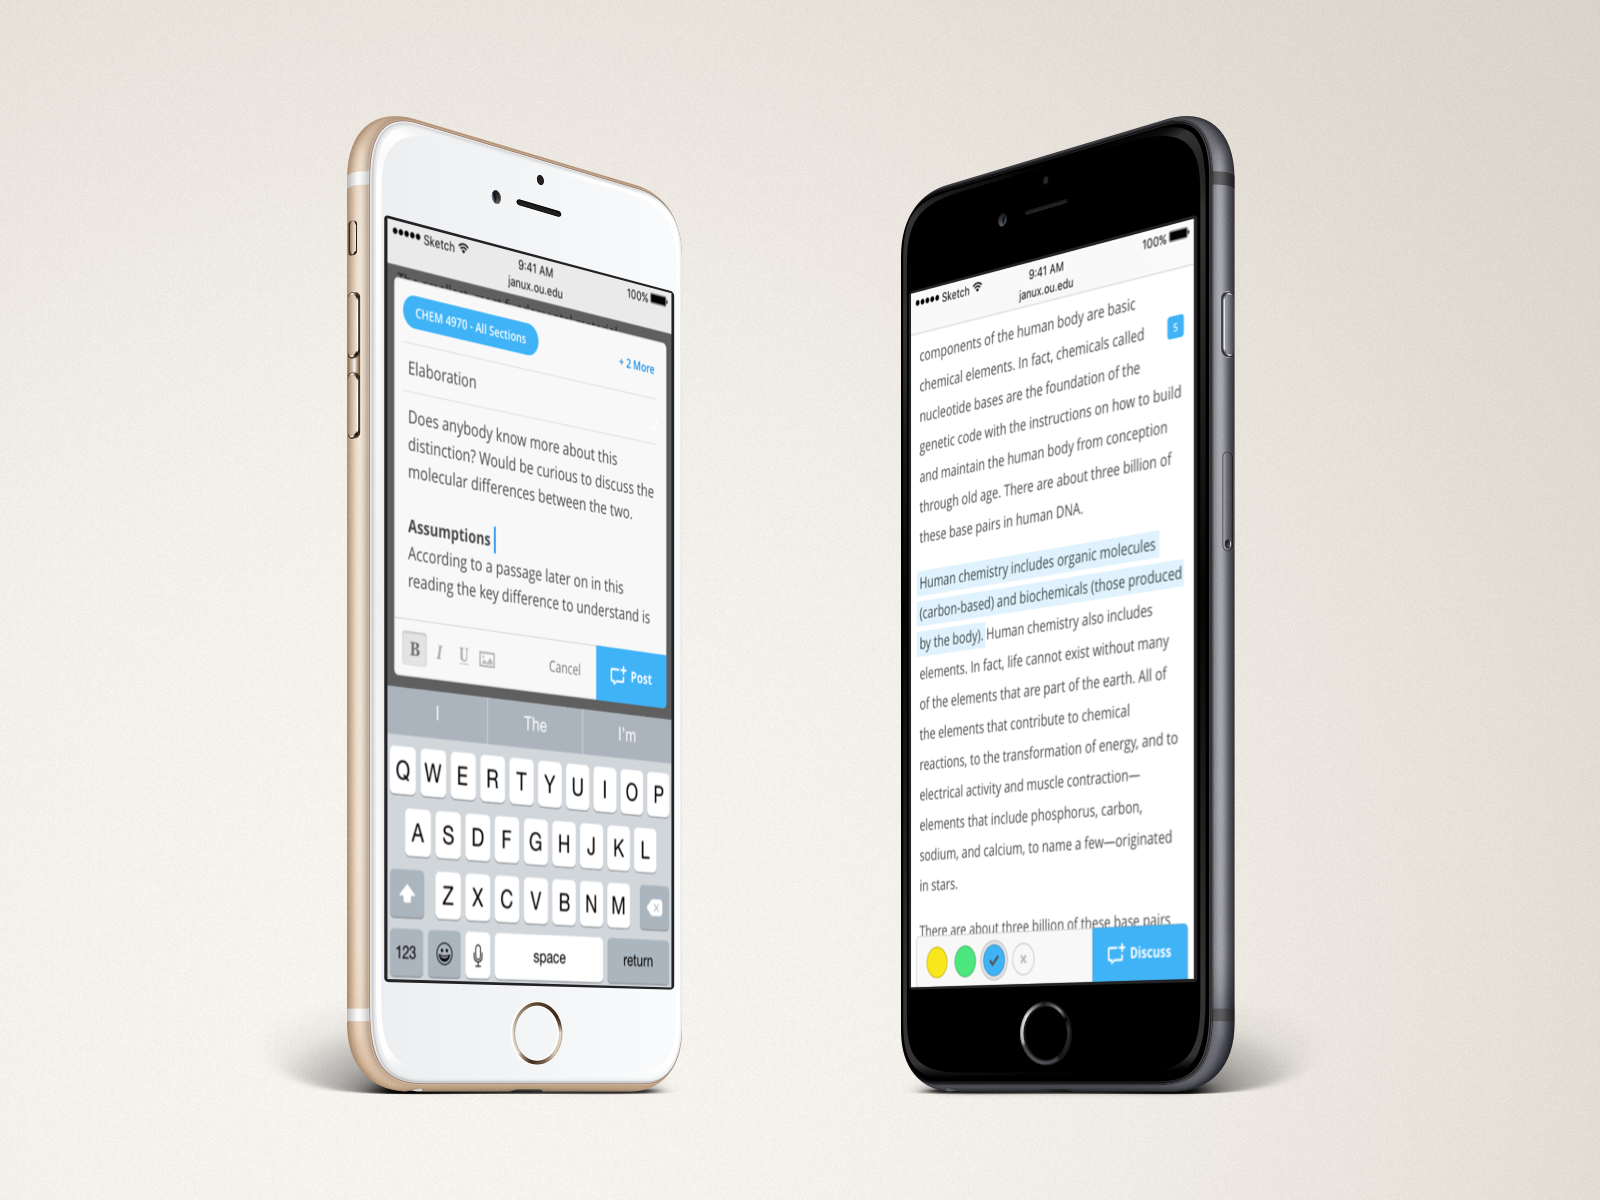 Sketch
9:41 AM
janux.ou.edu
100%
CHEM 4970 - All Sections
+ 2 More
Elaboration
Does anybody know more about this
distinction? Would be curious to discuss the
molecular differences between the two.
Assumptions
According to a passage later on in this
reading the key difference to understand is
B I U
Cancel
Post
I The I'm
Q W E R T Y U I O P
A S D F G H J K L
Z X C V B N M
123 space return
Sketch
9:41 AM
janux.ou.edu
100%
components of the human body are basic
5
chemical elements. In fact, chemicals called
nucleotide bases are the foundation of the
genetic code with the instructions on how to build
and maintain the human body from conception
through old age. There are about three billion of
these base pairs in human DNA.
Human chemistry includes organic molecules
(carbon-based) and biochemicals (those produced
by the body). Human chemistry also includes
elements. In fact, life cannot exist without many
of the elements that are part of the earth. All of
the elements that contribute to chemical
reactions, to the transformation of energy, and to
electrical activity and muscle contraction—
elements that include phosphorus, carbon,
sodium, and calcium, to name a few—originated
in stars.
There are about three billion of these base pairs
Discuss